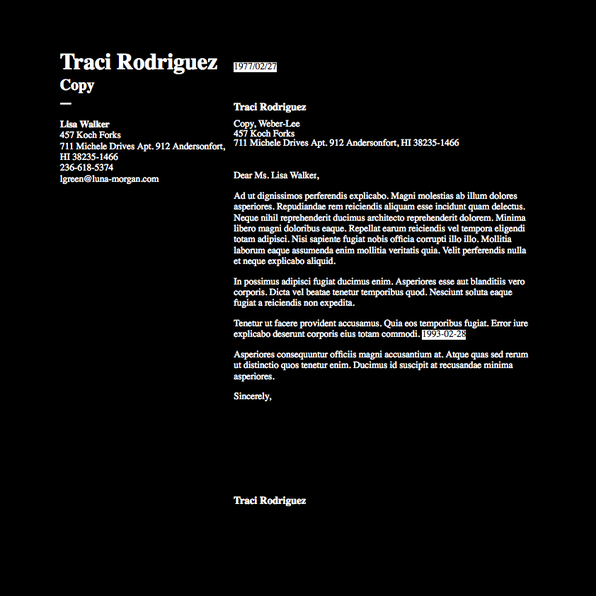 Traci Rodriguez
Copy
—
Lisa Walker
457 Koch Forks
711 Michele Drives Apt. 912 Andersonfort,
HI 38235-1466
236-618-5374
lgreen@luna-morgan.com
1977/02/27
Traci Rodriguez
Copy, Weber-Lee
457 Koch Forks
711 Michele Drives Apt. 912 Andersonfort, HI 38235-1466
Dear Ms. Lisa Walker,
Ad ut dignissimos perferendis explicabo. Magni molestias ab illum dolores
asperiores. Repudiandae rem reiciendis aliquam esse incidunt quam delectus.
Neque nihil reprehenderit ducimus architecto reprehenderit dolorem. Minima
libero magni doloribus eaque. Repellat earum reiciendis vel tempora eligendi
totam adipisci. Nisi sapiente fugiat nobis officia corrupti illo illo. Mollitia
laborum eaque assumenda enim mollitia veritatis quia. Velit perferendis nulla
et neque explicabo aliquid.
In possimus adipisci fugiat ducimus enim. Asperiores esse aut blanditiis vero
corporis. Dicta vel beatae tenetur temporibus quod. Nesciunt soluta eaque
fugiat a reiciendis non expedita.
Tenetur ut facere provident accusamus. Quia eos temporibus fugiat. Error iure
explicabo deserunt corporis eius totam commodi. 1993-02-28
Asperiores consequuntur officiis magni accusantium at. Atque quas sed rerum
ut distinctio quos tenetur enim. Ducimus id suscipit at recusandae minima
asperiores.
Sincerely,
Traci Rodriguez